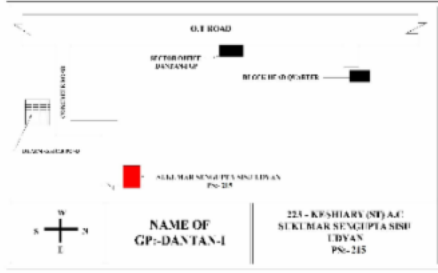 O.T ROAD
SECTOR OFFICE
DANTAN-I GP
BLOCK HEAD QUARTER
SUKUMAR SENGUPTA SISU UDYAN
PS:- 215
W
S N
E
NAME OF
GP:-DANTAN-I
223 - KESHIARY (ST) A.C
SUKUMAR SENGUPTA SISU
UDYAN
PS:- 215